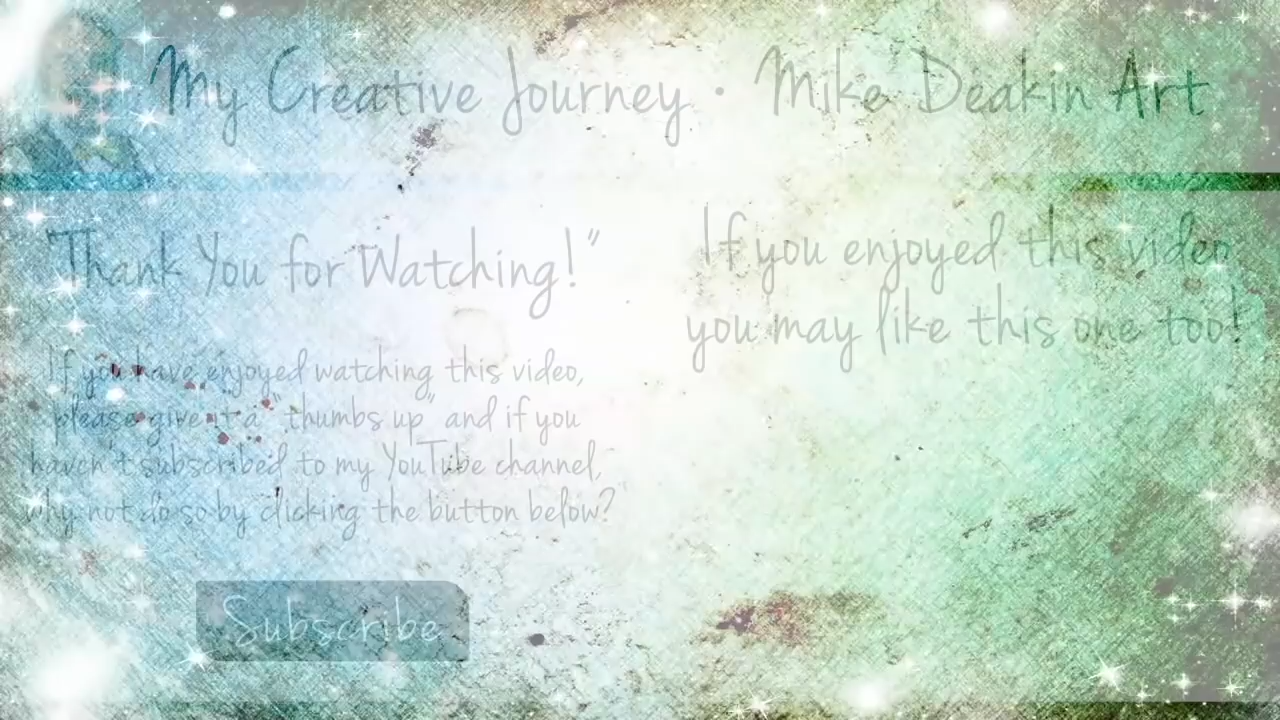 My Creative Journey • Mike Deakin Art
"Thank You for Watching!"
If you have enjoyed watching this video,
please give it a "thumbs up" and if you
haven't subscribed to my YouTube channel,
why not do so by clicking the button below?
Subscribe
If you enjoyed this video,
you may like this one too!